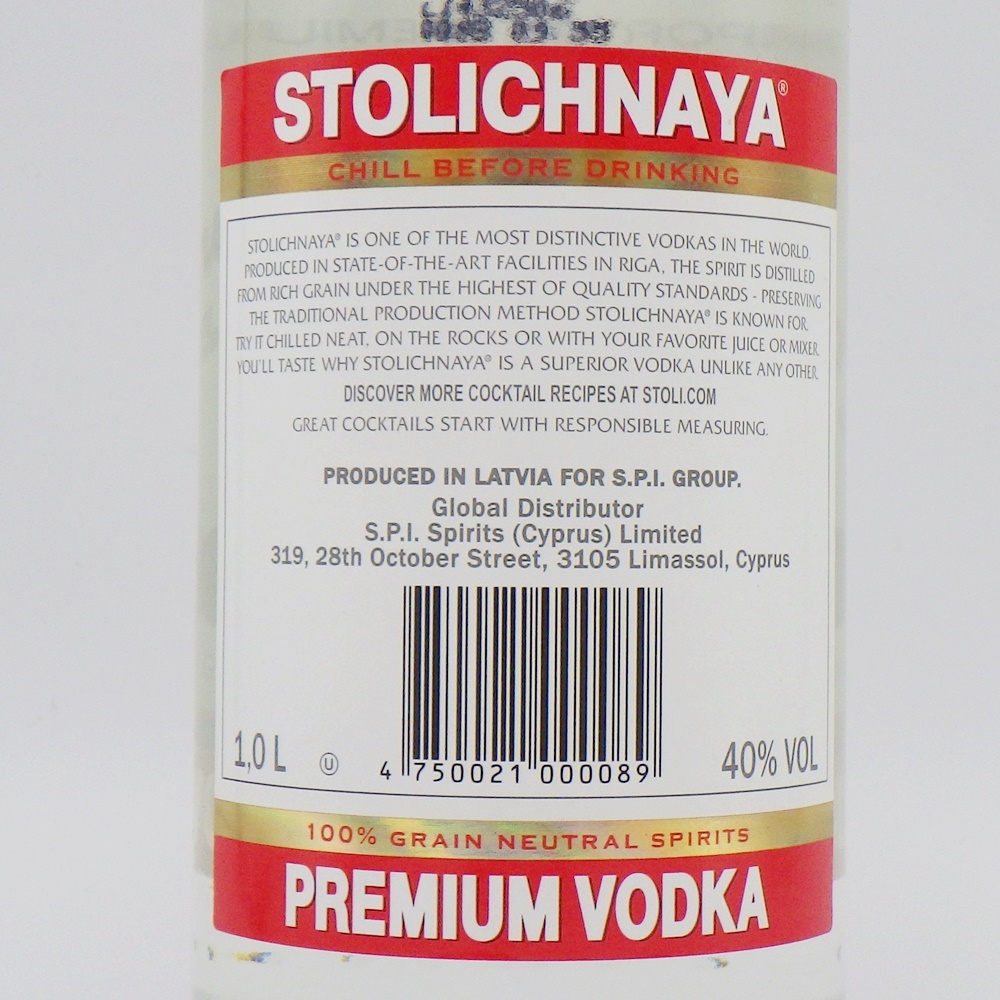 STOLICHNAYA®
CHILL BEFORE DRINKING
STOLICHNAYA® IS ONE OF THE MOST DISTINCTIVE VODKAS IN THE WORLD.
PRODUCED IN STATE-OF-THE-ART FACILITIES IN RIGA, THE SPIRIT IS DISTILLED
FROM RICH GRAIN UNDER THE HIGHEST OF QUALITY STANDARDS - PRESERVING
THE TRADITIONAL PRODUCTION METHOD STOLICHNAYA® IS KNOWN FOR.
TRY IT CHILLED NEAT, ON THE ROCKS OR WITH YOUR FAVORITE JUICE OR MIXER.
YOU'LL TASTE WHY STOLICHNAYA® IS A SUPERIOR VODKA UNLIKE ANY OTHER.
DISCOVER MORE COCKTAIL RECIPES AT STOLI.COM
GREAT COCKTAILS START WITH RESPONSIBLE MEASURING.
PRODUCED IN LATVIA FOR S.P.I. GROUP.
Global Distributor
S.P.I. Spirits (Cyprus) Limited
319, 28th October Street, 3105 Limassol, Cyprus
1,0 L Ⓤ 4 750021 000089 40% VOL
100% GRAIN NEUTRAL SPIRITS
PREMIUM VODKA